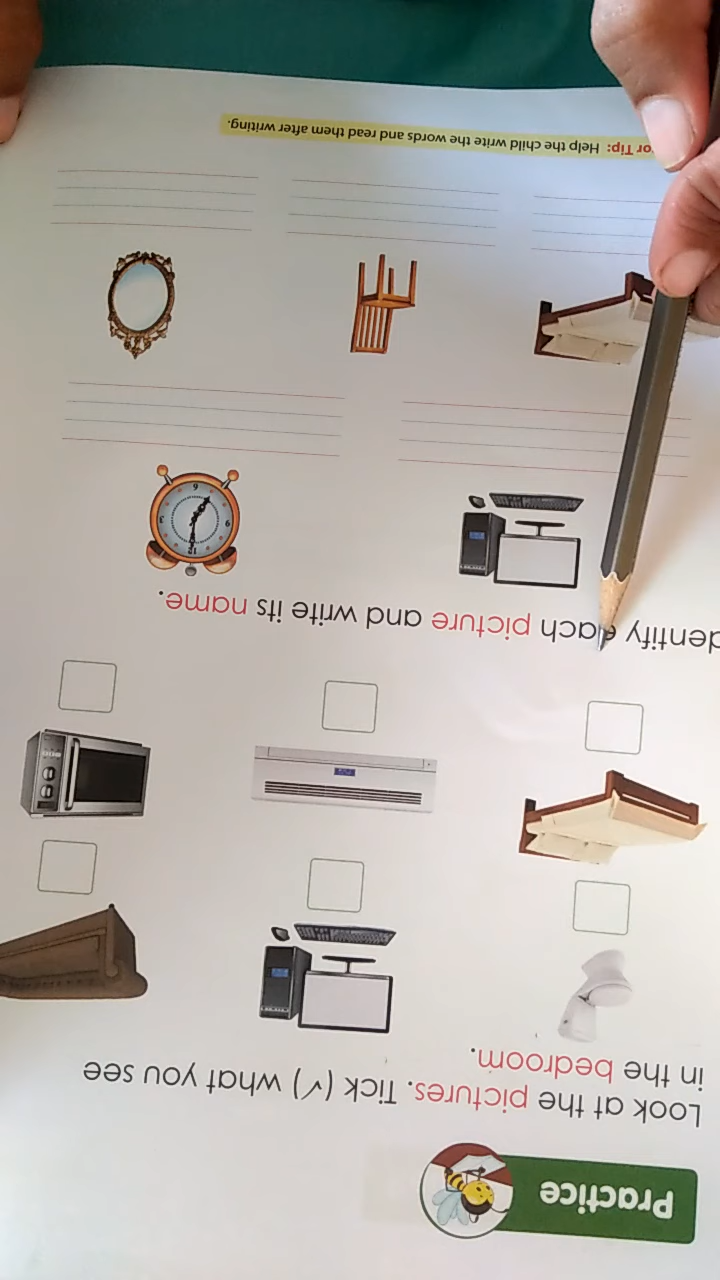 Practice
Look at the pictures. Tick (✓) what you see
in the bedroom.
dentify each picture and write its name.
or Tip: Help the child write the words and read them after writing.